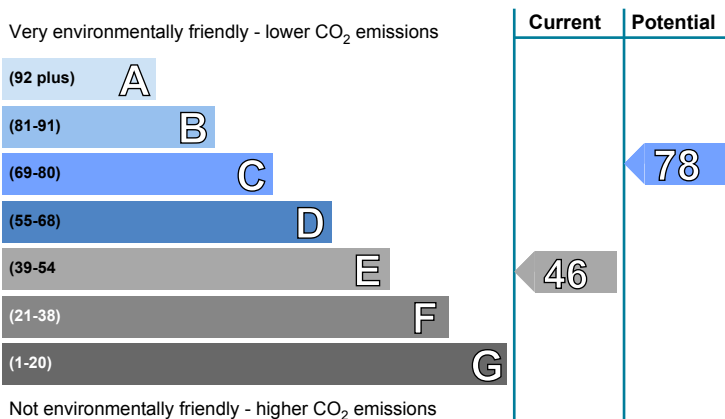 Very environmentally friendly - lower CO2 emissions
Current
Potential
(92 plus) A
(81-91) B
(69-80) C
78
(55-68) D
(39-54 E
46
(21-38) F
(1-20) G
Not environmentally friendly - higher CO2 emissions